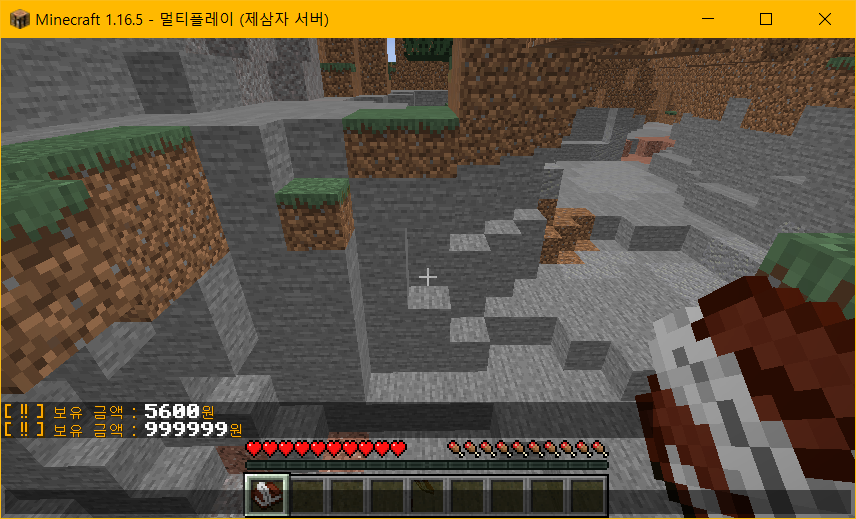 Minecraft 1.16.5 - 멀티플레이 (제삼자 서버)
[ ‼ ] 보유 금액 : 5600원
[ ‼ ] 보유 금액 : 999999원